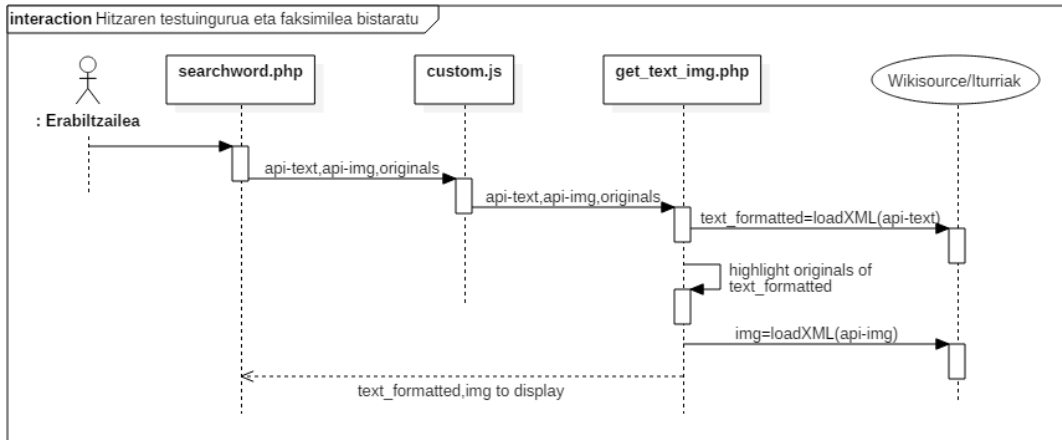 interaction Hitzaren testuingurua eta faksimilea bistaratu
searchword.php
custom.js
get_text_img.php
Wikisource/Iturriak
: Erabiltzailea
api-text,api-img,originals
api-text,api-img,originals
text_formatted=loadXML(api-text)
highlight originals of
text_formatted
img=loadXML(api-img)
text_formatted,img to display